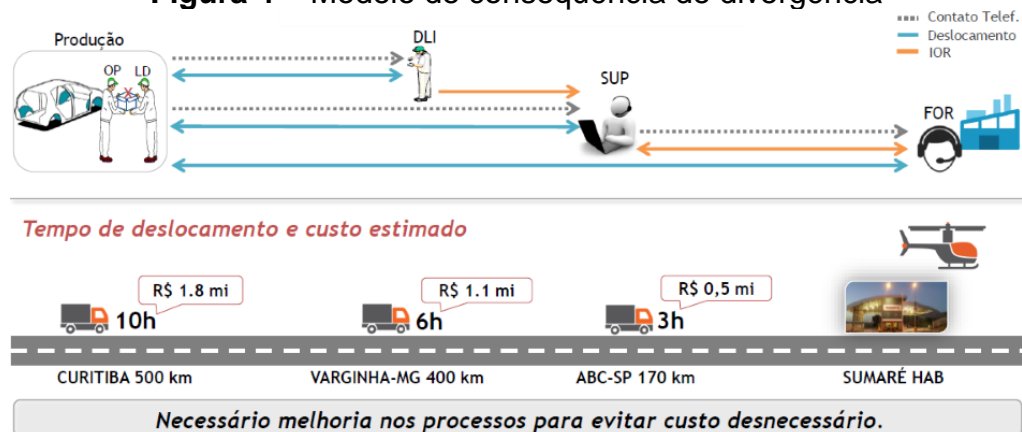 Modelo de consequência de divergência
Contato Telef.
Deslocamento
IOR
Produção
OP LD
DLI
SUP
FOR
Tempo de deslocamento e custo estimado
R$ 1.8 mi
10h
R$ 1.1 mi
6h
R$ 0,5 mi
3h
CURITIBA 500 km
VARGINHA-MG 400 km
ABC-SP 170 km
SUMARÉ HAB
Necessário melhoria nos processos para evitar custo desnecessário.